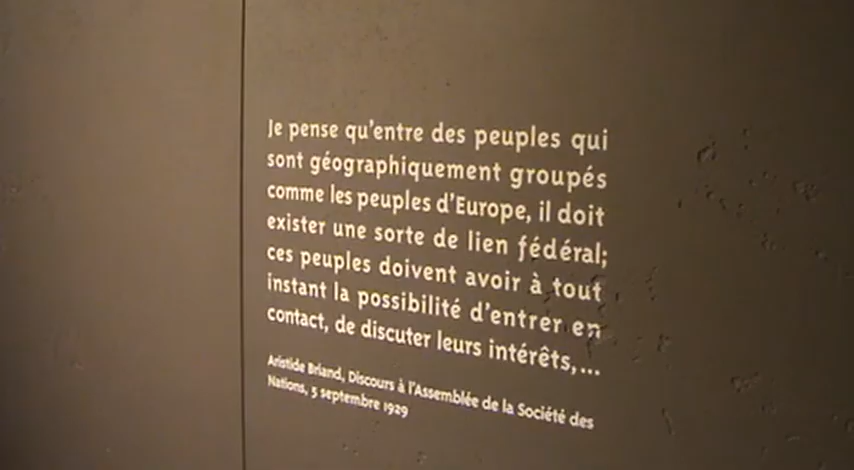 Je pense qu'entre des peuples qui
sont géographiquement groupés
comme les peuples d'Europe, il doit
exister une sorte de lien fédéral;
ces peuples doivent avoir à tout
instant la possibilité d'entrer en
contact, de discuter leurs intérêts,...
Aristide Briand, Discours à l'Assemblée de la Société des
Nations, 5 septembre 1929